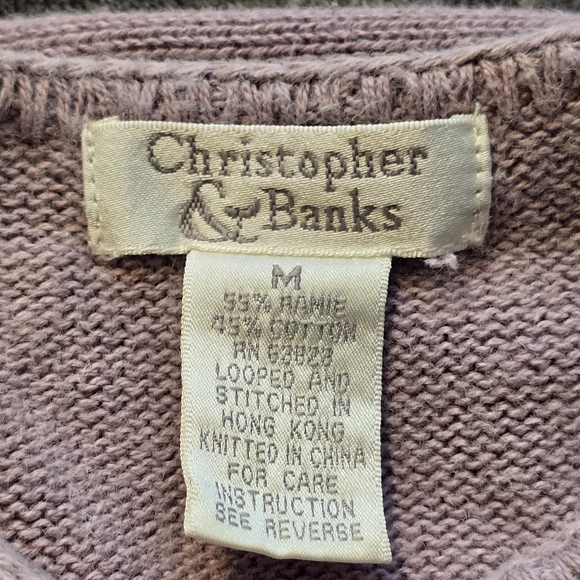 Christopher
& Banks
M
55% RAMIE
45% COTTON
RN 63823
LOOPED AND
STITCHED IN
HONG KONG
KNITTED IN CHINA
FOR CARE
INSTRUCTION
SEE REVERSE